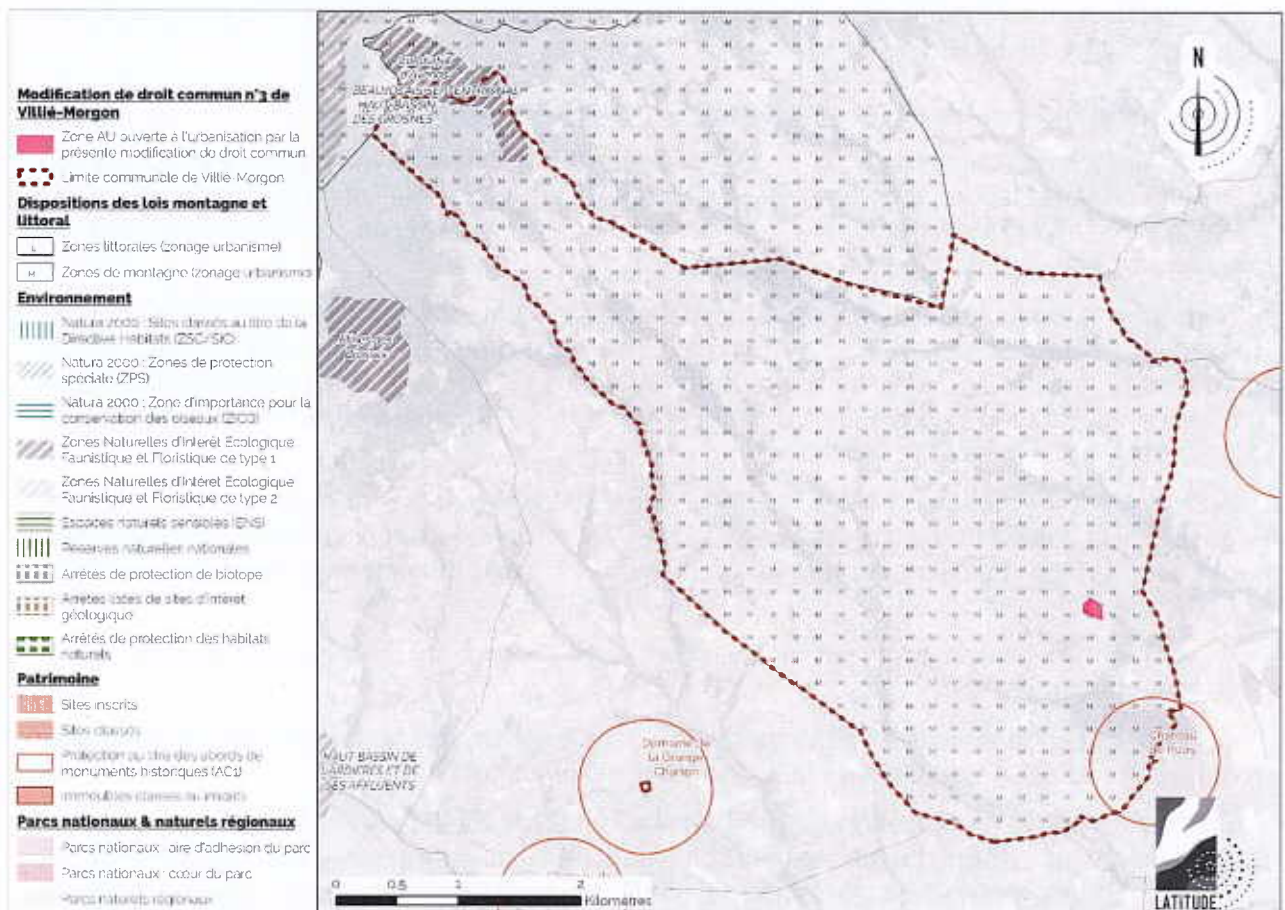 Modification de droit commun n°3 de
Villié-Morgon
Zone AU ouverte à l'urbanisation par la
présente modification de droit commun
Limite communale de Villié-Morgon
Dispositions des lois montagne et
littoral
L
Zones littorales (zonage urbanisme)
M
Zones de montagne (zonage urbanisme)
Environnement
Natura 2000 : Sites classés au titre de la
Directive Habitats (ZSC/SIC)
Natura 2000 : Zones de protection
spéciale (ZPS)
Natura 2000 : Zone d'importance pour la
conservation des oiseaux (ZICO)
Zones Naturelles d'Intérêt Ecologique
Faunistique et Floristique de type 1
Zones Naturelles d'Intérêt Ecologique
Faunistique et Floristique de type 2
Espaces naturels sensibles (ENS)
Réserves naturelles nationales
Arrêtés de protection de biotope
Arrêtés listes de sites d'intérêt
géologique
Arrêtés de protection des habitats
naturels
Patrimoine
Sites inscrits
Sites classés
Protection au titre des abords de
monuments historiques (AC1)
Immeubles classés ou inscrits
Parcs nationaux & naturels régionaux
Parcs nationaux : aire d'adhésion du parc
Parcs nationaux : cœur du parc
Parcs naturels régionaux
BEAUJOLAIS
HAUT BASSIN
DES GROSNES
N
HAUT BASSIN DE
L'ARDIERES ET DE
SES AFFLUENTS
Domaine de
la Grange
Charton
Château
0 0.5 1 2
Kilomètres
LATITUDE